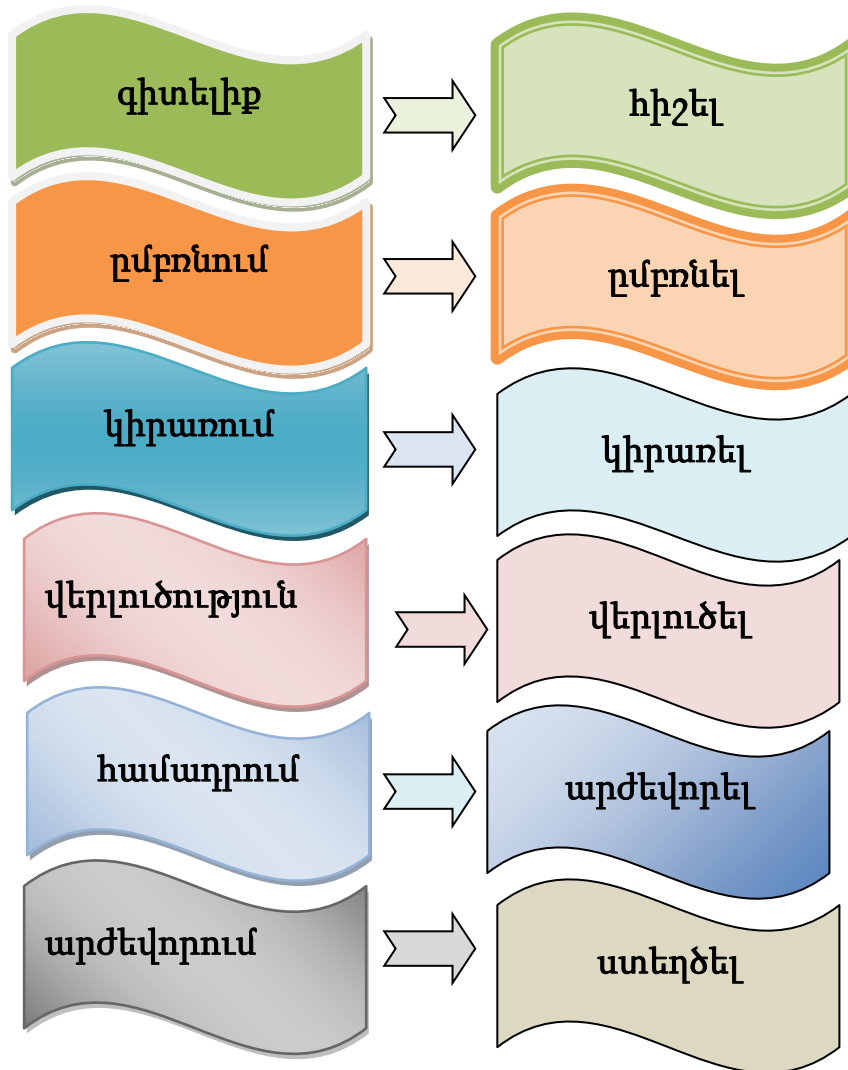 գիտելիք
հիշել
ըմբռնում
ըմբռնել
կիրառում
կիրառել
վերլուծություն
վերլուծել
համադրում
արժեվորել
արժեվորում
ստեղծել